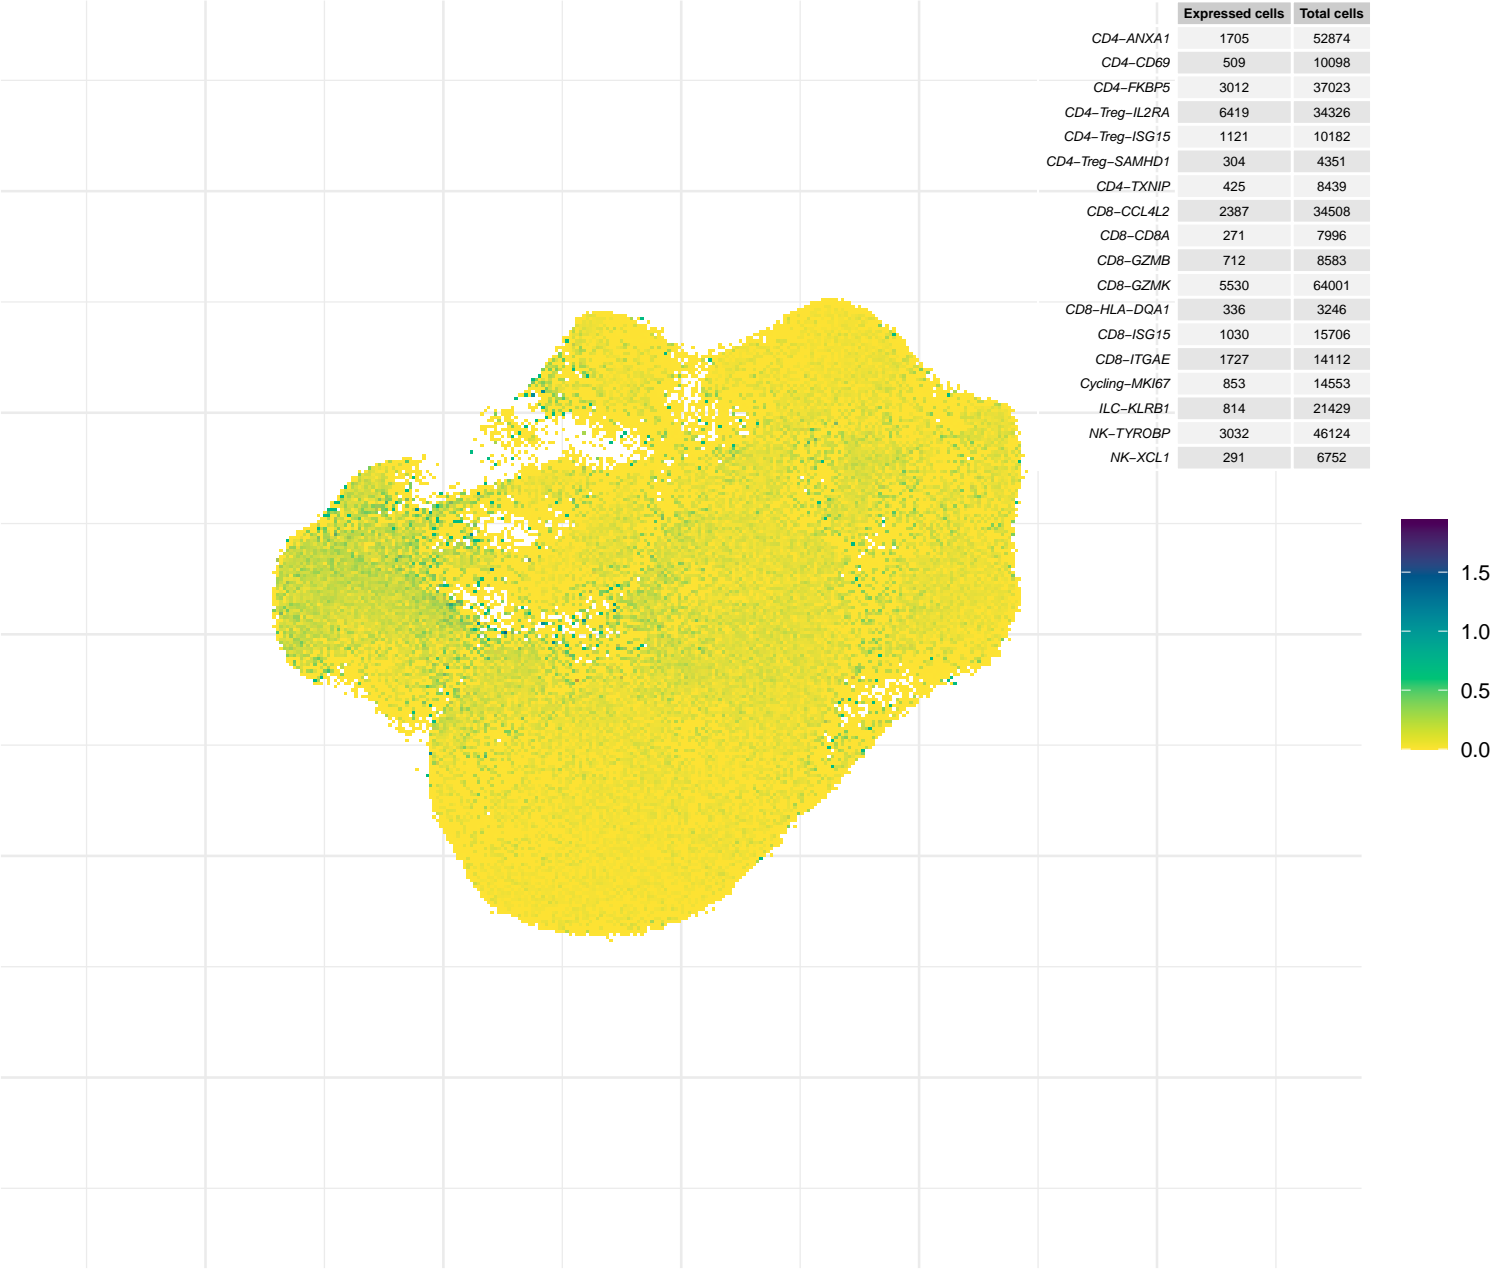 Expressed cells Total cells
CD4−ANXA1 1705 52874
CD4−CD69 509 10098
CD4−FKBP5 3012 37023
CD4−Treg−IL2RA 6419 34326
CD4−Treg−ISG15 1121 10182
CD4−Treg−SAMHD1 304 4351
CD4−TXNIP 425 8439
CD8−CCL4L2 2387 34508
CD8−CD8A 271 7996
CD8−GZMB 712 8583
CD8−GZMK 5530 64001
CD8−HLA−DQA1 336 3246
CD8−ISG15 1030 15706
CD8−ITGAE 1727 14112
Cycling−MKI67 853 14553
ILC−KLRB1 814 21429
NK−TYROBP 3032 46124
NK−XCL1 291 6752
1.5
1.0
0.5
0.0